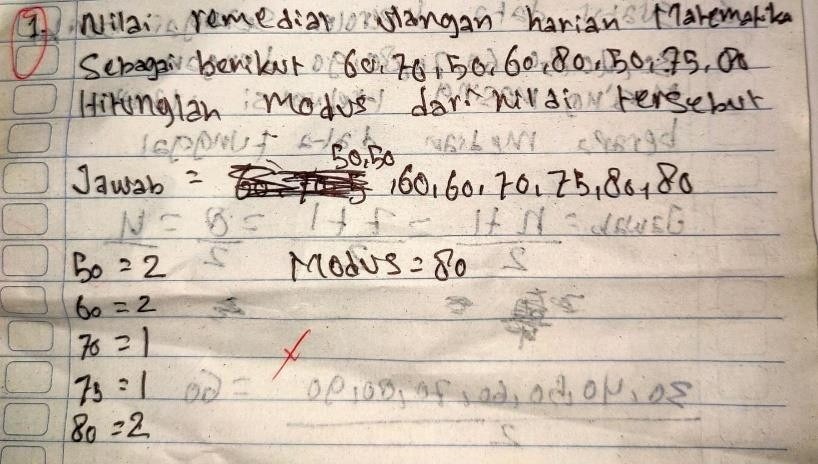 1. Nilai remedial ulangan harian Matematika
Sebagai berikut 60, 70, 50, 60, 80, 50, 75, 80
Hitunglah modus dari nilai tersebut
Jawab = 50, 50, 60, 60, 70, 75, 80, 80
50 = 2 Modus = 80
60 = 2
70 = 1
75 = 1
80 = 2